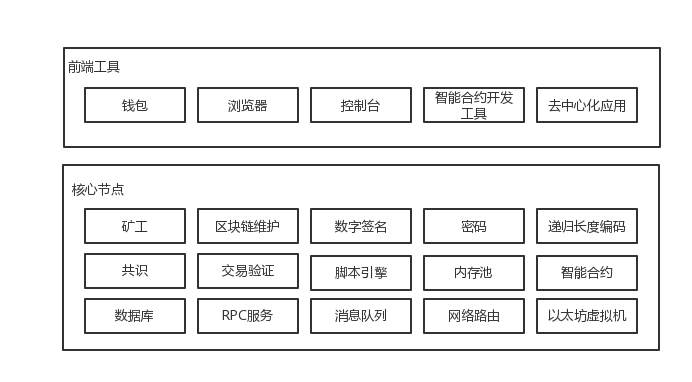 前端工具
钱包
浏览器
控制台
智能合约开发
工具
去中心化应用
核心节点
矿工
区块链维护
数字签名
密码
递归长度编码
共识
交易验证
脚本引擎
内存池
智能合约
数据库
RPC服务
消息队列
网络路由
以太坊虚拟机